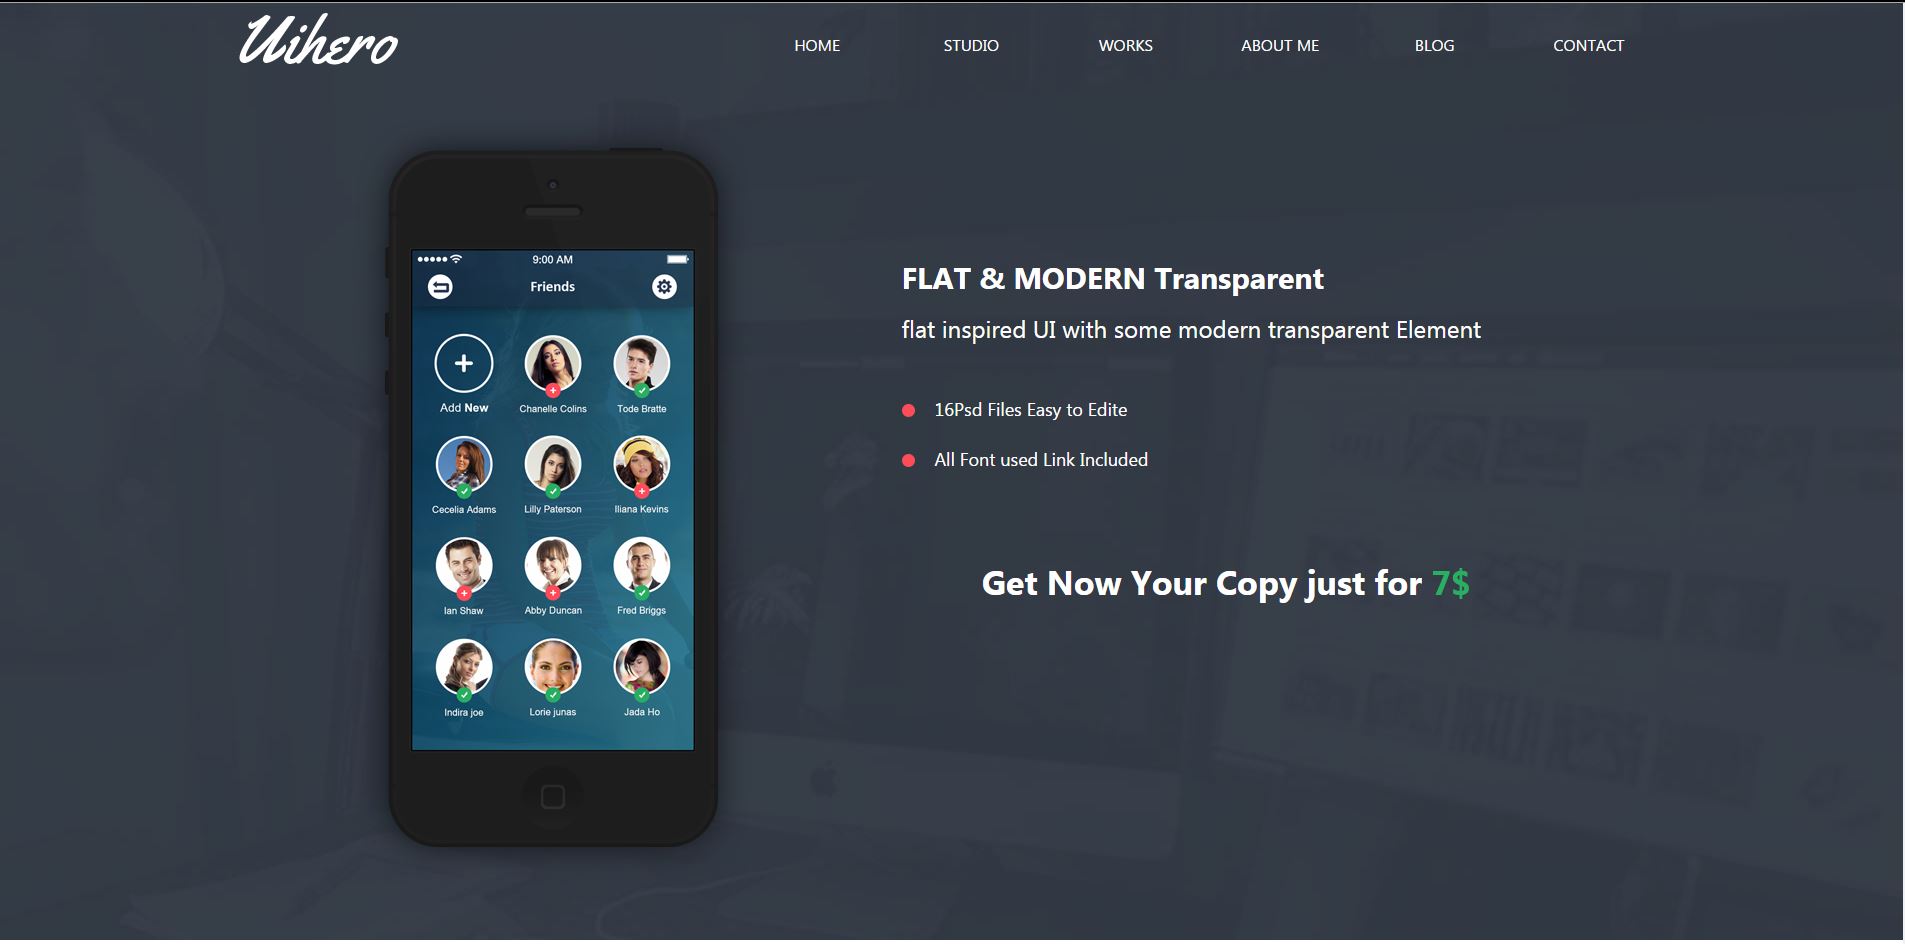 Uihero
HOME STUDIO WORKS ABOUT ME BLOG CONTACT
9:00 AM
Friends
Add New Chanelle Colins Tode Bratte
Cecelia Adams Lilly Paterson Iliana Kevins
Ian Shaw Abby Duncan Fred Briggs
Indira joe Lorie junas Jada Ho
FLAT & MODERN Transparent
flat inspired UI with some modern transparent Element
16Psd Files Easy to Edite
All Font used Link Included
Get Now Your Copy just for 7$